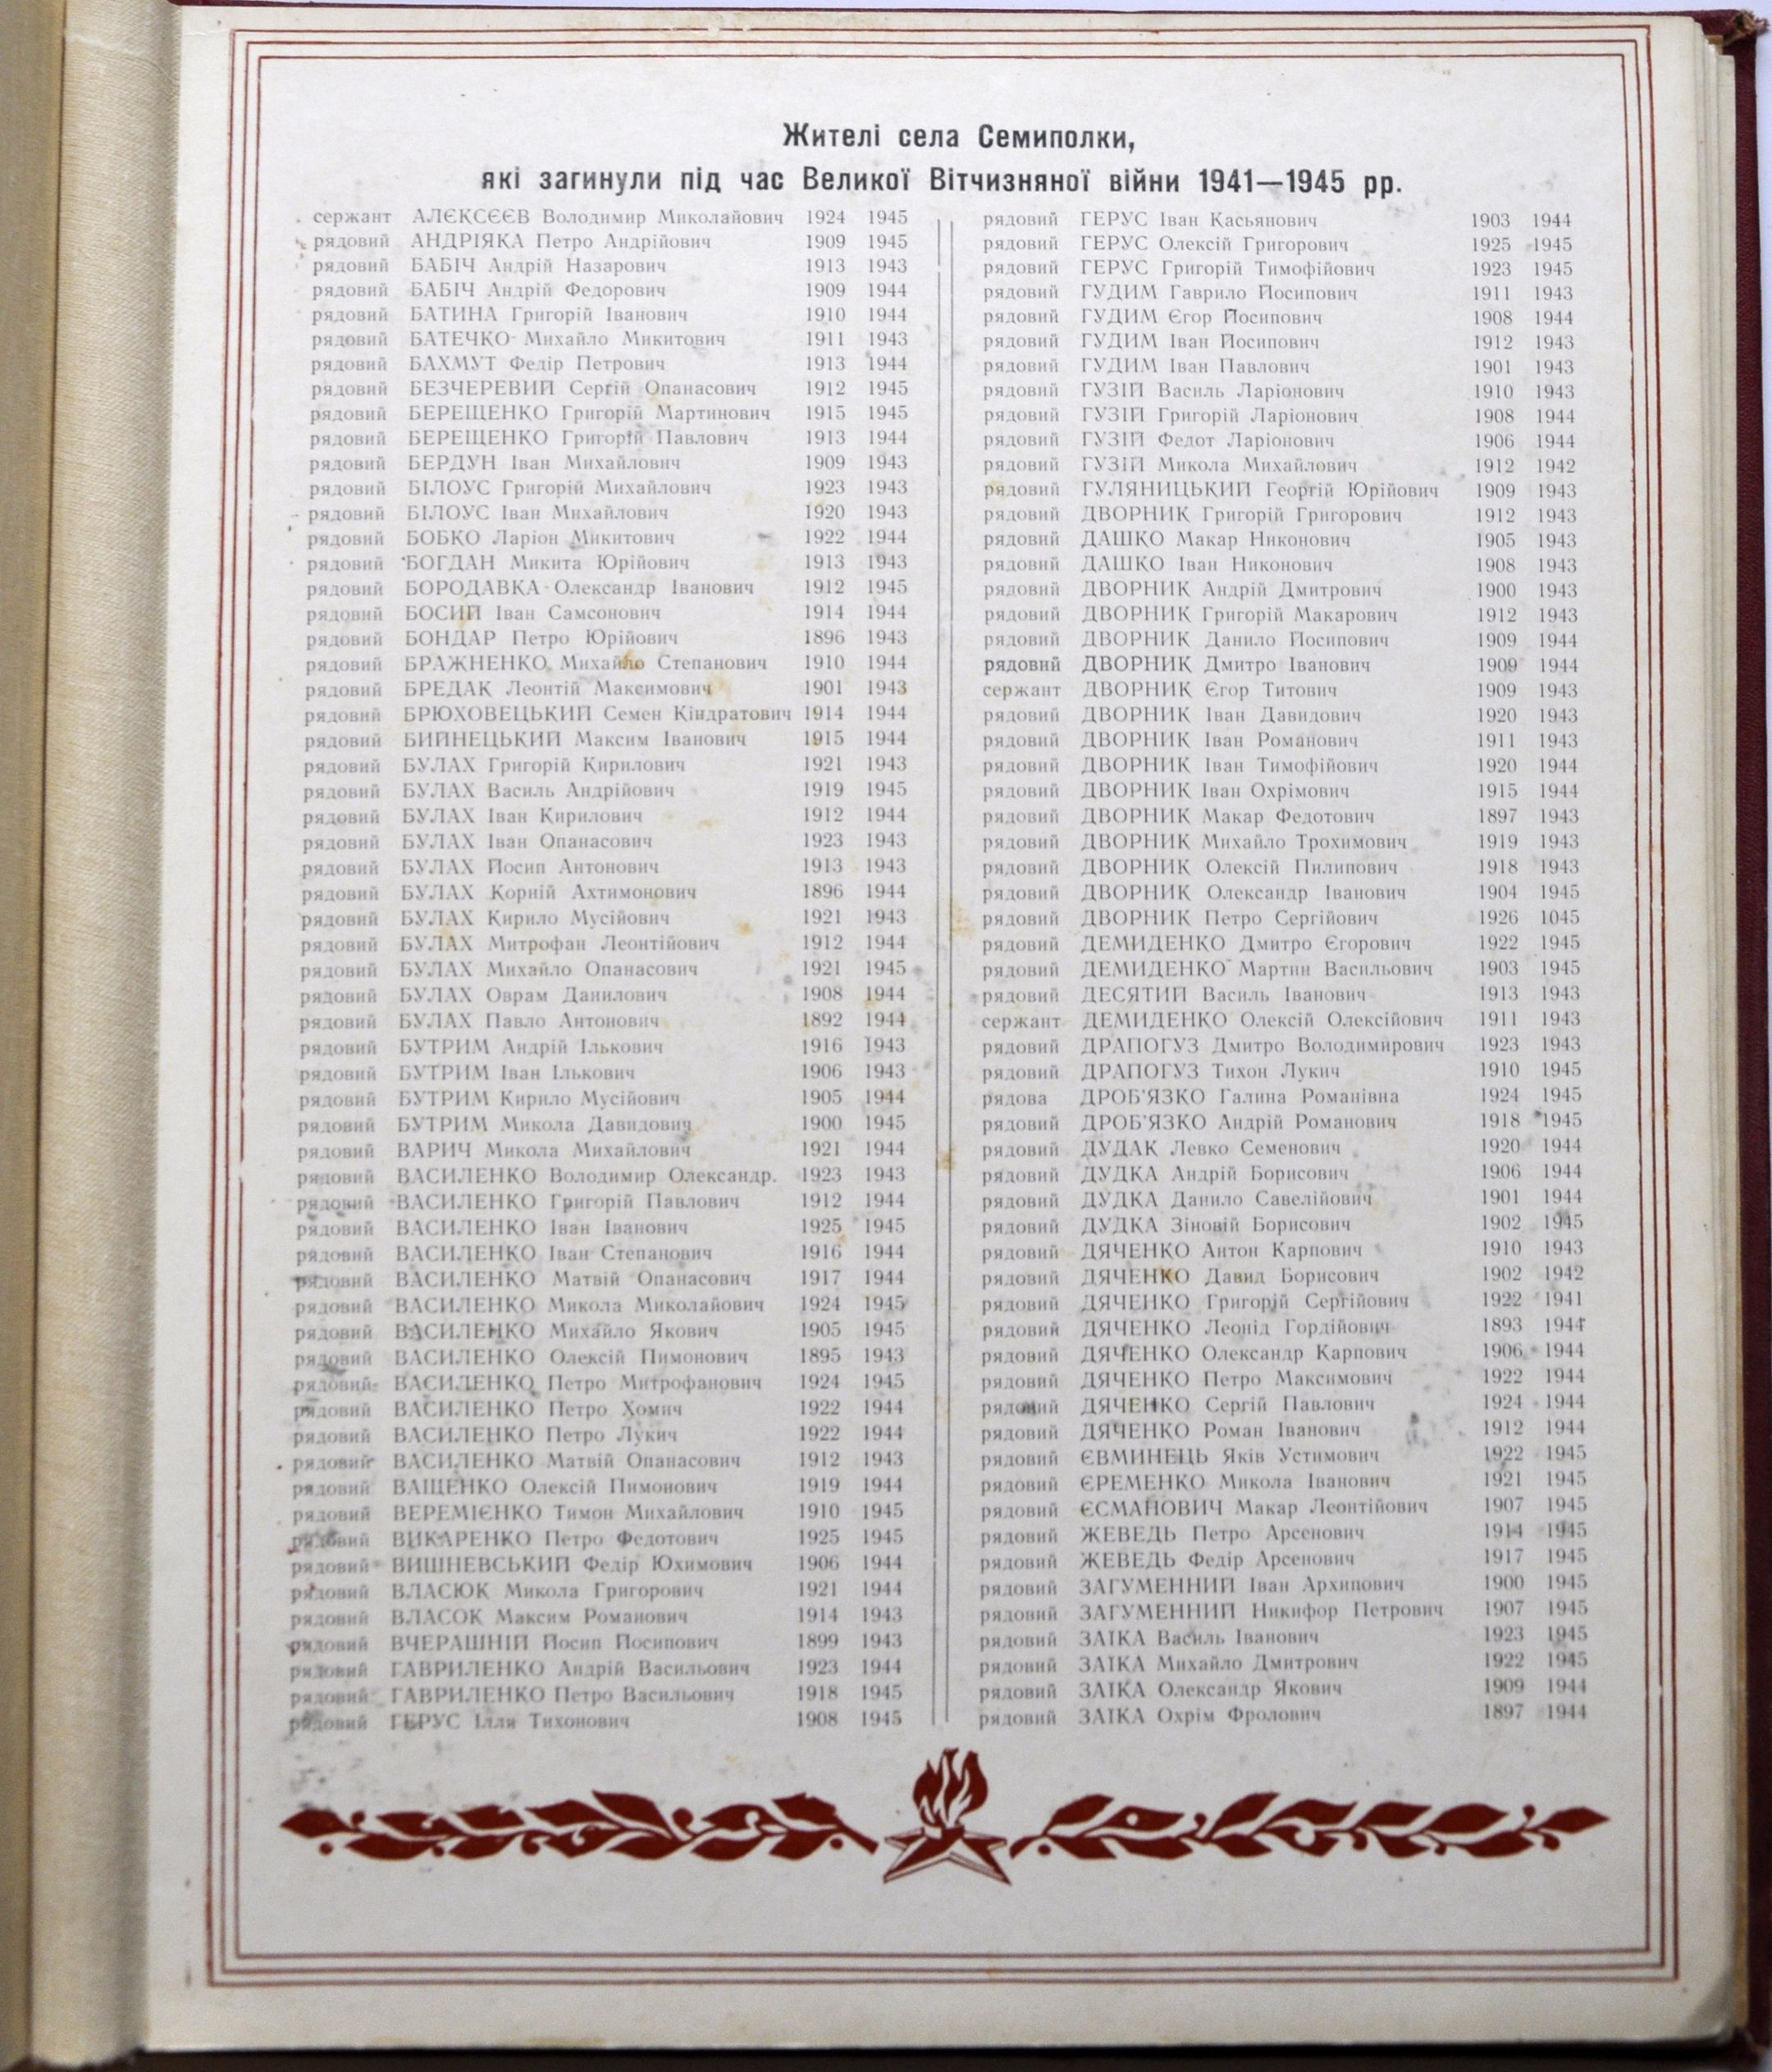 Жителі села Семиполки,
які загинули під час Великої Вітчизняної війни 1941—1945 рр.
сержант АЛЄКСЄЄВ Володимир Миколайович 1924 1945
рядовий АНДРІЯКА Петро Андрійович 1909 1945
рядовий БАБІЧ Андрій Назарович 1913 1943
рядовий БАБІЧ Андрій Федорович 1909 1944
рядовий БАТИНА Григорій Іванович 1910 1944
рядовий БАТЕЧКО Михайло Микитович 1911 1943
рядовий БАХМУТ Федір Петрович 1913 1944
рядовий БЕЗЧЕРЕВИЙ Сергій Опанасович 1912 1945
рядовий БЕРЕЩЕНКО Григорій Мартинович 1915 1945
рядовий БЕРЕЩЕНКО Григорій Павлович 1913 1944
рядовий БЕРДУН Іван Михайлович 1909 1943
рядовий БІЛОУС Григорій Михайлович 1923 1943
рядовий БІЛОУС Іван Михайлович 1920 1943
рядовий БОБКО Ларіон Микитович 1922 1944
рядовий БОГДАН Микита Юрійович 1913 1943
рядовий БОРОДАВКА Олександр Іванович 1912 1945
рядовий БОСИЙ Іван Самсонович 1914 1944
рядовий БОНДАР Петро Юрійович 1896 1943
рядовий БРАЖНЕНКО Михайло Степанович 1910 1944
рядовий БРЕДАК Леонтій Максимович 1901 1943
рядовий БРЮХОВЕЦЬКИЙ Семен Кіндратович 1914 1944
рядовий БИЙНЕЦЬКИЙ Максим Іванович 1915 1944
рядовий БУЛАХ Григорій Кирилович 1921 1943
рядовий БУЛАХ Василь Андрійович 1919 1945
рядовий БУЛАХ Іван Кирилович 1912 1944
рядовий БУЛАХ Іван Опанасович 1923 1943
рядовий БУЛАХ Йосип Антонович 1913 1943
рядовий БУЛАХ Корній Ахтимонович 1896 1944
рядовий БУЛАХ Кирило Мусійович 1921 1943
рядовий БУЛАХ Митрофан Леонтійович 1912 1944
рядовий БУЛАХ Михайло Опанасович 1921 1945
рядовий БУЛАХ Оврам Данилович 1908 1944
рядовий БУЛАХ Павло Антонович 1892 1944
рядовий БУТРИМ Андрій Ількович 1916 1943
рядовий БУТРИМ Іван Ількович 1906 1943
рядовий БУТРИМ Кирило Мусійович 1905 1944
рядовий БУТРИМ Микола Давидович 1900 1945
рядовий ВАРИЧ Микола Михайлович 1921 1944
рядовий ВАСИЛЕНКО Володимир Олександр. 1923 1943
рядовий ВАСИЛЕНКО Григорій Павлович 1912 1944
рядовий ВАСИЛЕНКО Іван Іванович 1925 1945
рядовий ВАСИЛЕНКО Іван Степанович 1916 1944
рядовий ВАСИЛЕНКО Матвій Опанасович 1917 1944
рядовий ВАСИЛЕНКО Микола Миколайович 1924 1945
рядовий ВАСИЛЕНКО Михайло Якович 1905 1945
рядовий ВАСИЛЕНКО Олексій Пимонович 1895 1943
рядовий ВАСИЛЕНКО Петро Митрофанович 1924 1945
рядовий ВАСИЛЕНКО Петро Хомич 1922 1944
рядовий ВАСИЛЕНКО Петро Лукич 1922 1944
рядовий ВАСИЛЕНКО Матвій Опанасович 1912 1943
рядовий ВАЩЕНКО Олексій Пимонович 1919 1944
рядовий ВЕРЕМІЄНКО Тимон Михайлович 1910 1945
рядовий ВИКАРЕНКО Петро Федотович 1925 1945
рядовий ВИШНЕВСЬКИЙ Федір Юхимович 1906 1944
рядовий ВЛАСЮК Микола Григорович 1921 1944
рядовий ВЛАСОК Максим Романович 1914 1943
рядовий ВЧЕРАШНІЙ Йосип Йосипович 1899 1943
рядовий ГАВРИЛЕНКО Андрій Васильович 1923 1944
рядовий ГАВРИЛЕНКО Петро Васильович 1918 1945
рядовий ГЕРУС Ілля Тихонович 1908 1945
рядовий ГЕРУС Іван Касьянович 1903 1944
рядовий ГЕРУС Олексій Григорович 1925 1945
рядовий ГЕРУС Григорій Тимофійович 1923 1945
рядовий ГУДИМ Гаврило Йосипович 1911 1943
рядовий ГУДИМ Єгор Йосипович 1908 1944
рядовий ГУДИМ Іван Йосипович 1912 1943
рядовий ГУДИМ Іван Павлович 1901 1943
рядовий ГУЗІЙ Василь Ларіонович 1910 1943
рядовий ГУЗІЙ Григорій Ларіонович 1908 1944
рядовий ГУЗІЙ Федот Ларіонович 1906 1944
рядовий ГУЗІЙ Микола Михайлович 1912 1942
рядовий ГУЛЯНИЦЬКИЙ Георгій Юрійович 1909 1943
рядовий ДВОРНИК Григорій Григорович 1912 1943
рядовий ДАШКО Макар Никонович 1905 1943
рядовий ДАШКО Іван Никонович 1908 1943
рядовий ДВОРНИК Андрій Дмитрович 1900 1943
рядовий ДВОРНИК Григорій Макарович 1912 1943
рядовий ДВОРНИК Данило Йосипович 1909 1944
рядовий ДВОРНИК Дмитро Іванович 1909 1944
сержант ДВОРНИК Єгор Титович 1909 1943
рядовий ДВОРНИК Іван Давидович 1920 1943
рядовий ДВОРНИК Іван Романович 1911 1943
рядовий ДВОРНИК Іван Тимофійович 1920 1944
рядовий ДВОРНИК Іван Охрімович 1915 1944
рядовий ДВОРНИК Макар Федотович 1897 1943
рядовий ДВОРНИК Михайло Трохимович 1919 1943
рядовий ДВОРНИК Олексій Пилипович 1918 1943
рядовий ДВОРНИК Олександр Іванович 1904 1945
рядовий ДВОРНИК Петро Сергійович 1926 1045
рядовий ДЕМИДЕНКО Дмитро Єгорович 1922 1945
рядовий ДЕМИДЕНКО Мартин Васильович 1903 1945
рядовий ДЕСЯТИЙ Василь Іванович 1913 1943
сержант ДЕМИДЕНКО Олексій Олексійович 1911 1943
рядовий ДРАПОГУЗ Дмитро Володимирович 1923 1943
рядовий ДРАПОГУЗ Тихон Лукич 1910 1945
рядова ДРОБ'ЯЗКО Галина Романівна 1924 1945
рядовий ДРОБ'ЯЗКО Андрій Романович 1918 1945
рядовий ДУДАК Левко Семенович 1920 1944
рядовий ДУДКА Андрій Борисович 1906 1944
рядовий ДУДКА Данило Савелійович 1901 1944
рядовий ДУДКА Зіновій Борисович 1902 1945
рядовий ДЯЧЕНКО Антон Карпович 1910 1943
рядовий ДЯЧЕНКО Давид Борисович 1902 1942
рядовий ДЯЧЕНКО Григорій Сергійович 1922 1941
рядовий ДЯЧЕНКО Леонід Гордійович 1893 1944
рядовий ДЯЧЕНКО Олександр Карпович 1906 1944
рядовий ДЯЧЕНКО Петро Максимович 1922 1944
рядовий ДЯЧЕНКО Сергій Павлович 1924 1944
рядовий ДЯЧЕНКО Роман Іванович 1912 1944
рядовий ЄВМИНЕЦЬ Яків Устимович 1922 1945
рядовий ЄРЕМЕНКО Микола Іванович 1921 1945
рядовий ЄСМАНОВИЧ Макар Леонтійович 1907 1945
рядовий ЖЕВЕДЬ Петро Арсенович 1914 1945
рядовий ЖЕВЕДЬ Федір Арсенович 1917 1945
рядовий ЗАГУМЕННИЙ Іван Архипович 1900 1945
рядовий ЗАГУМЕННИЙ Никифор Петрович 1907 1945
рядовий ЗАІКА Василь Іванович 1923 1945
рядовий ЗАІКА Михайло Дмитрович 1922 1945
рядовий ЗАІКА Олександр Якович 1909 1944
рядовий ЗАІКА Охрім Фролович 1897 1944